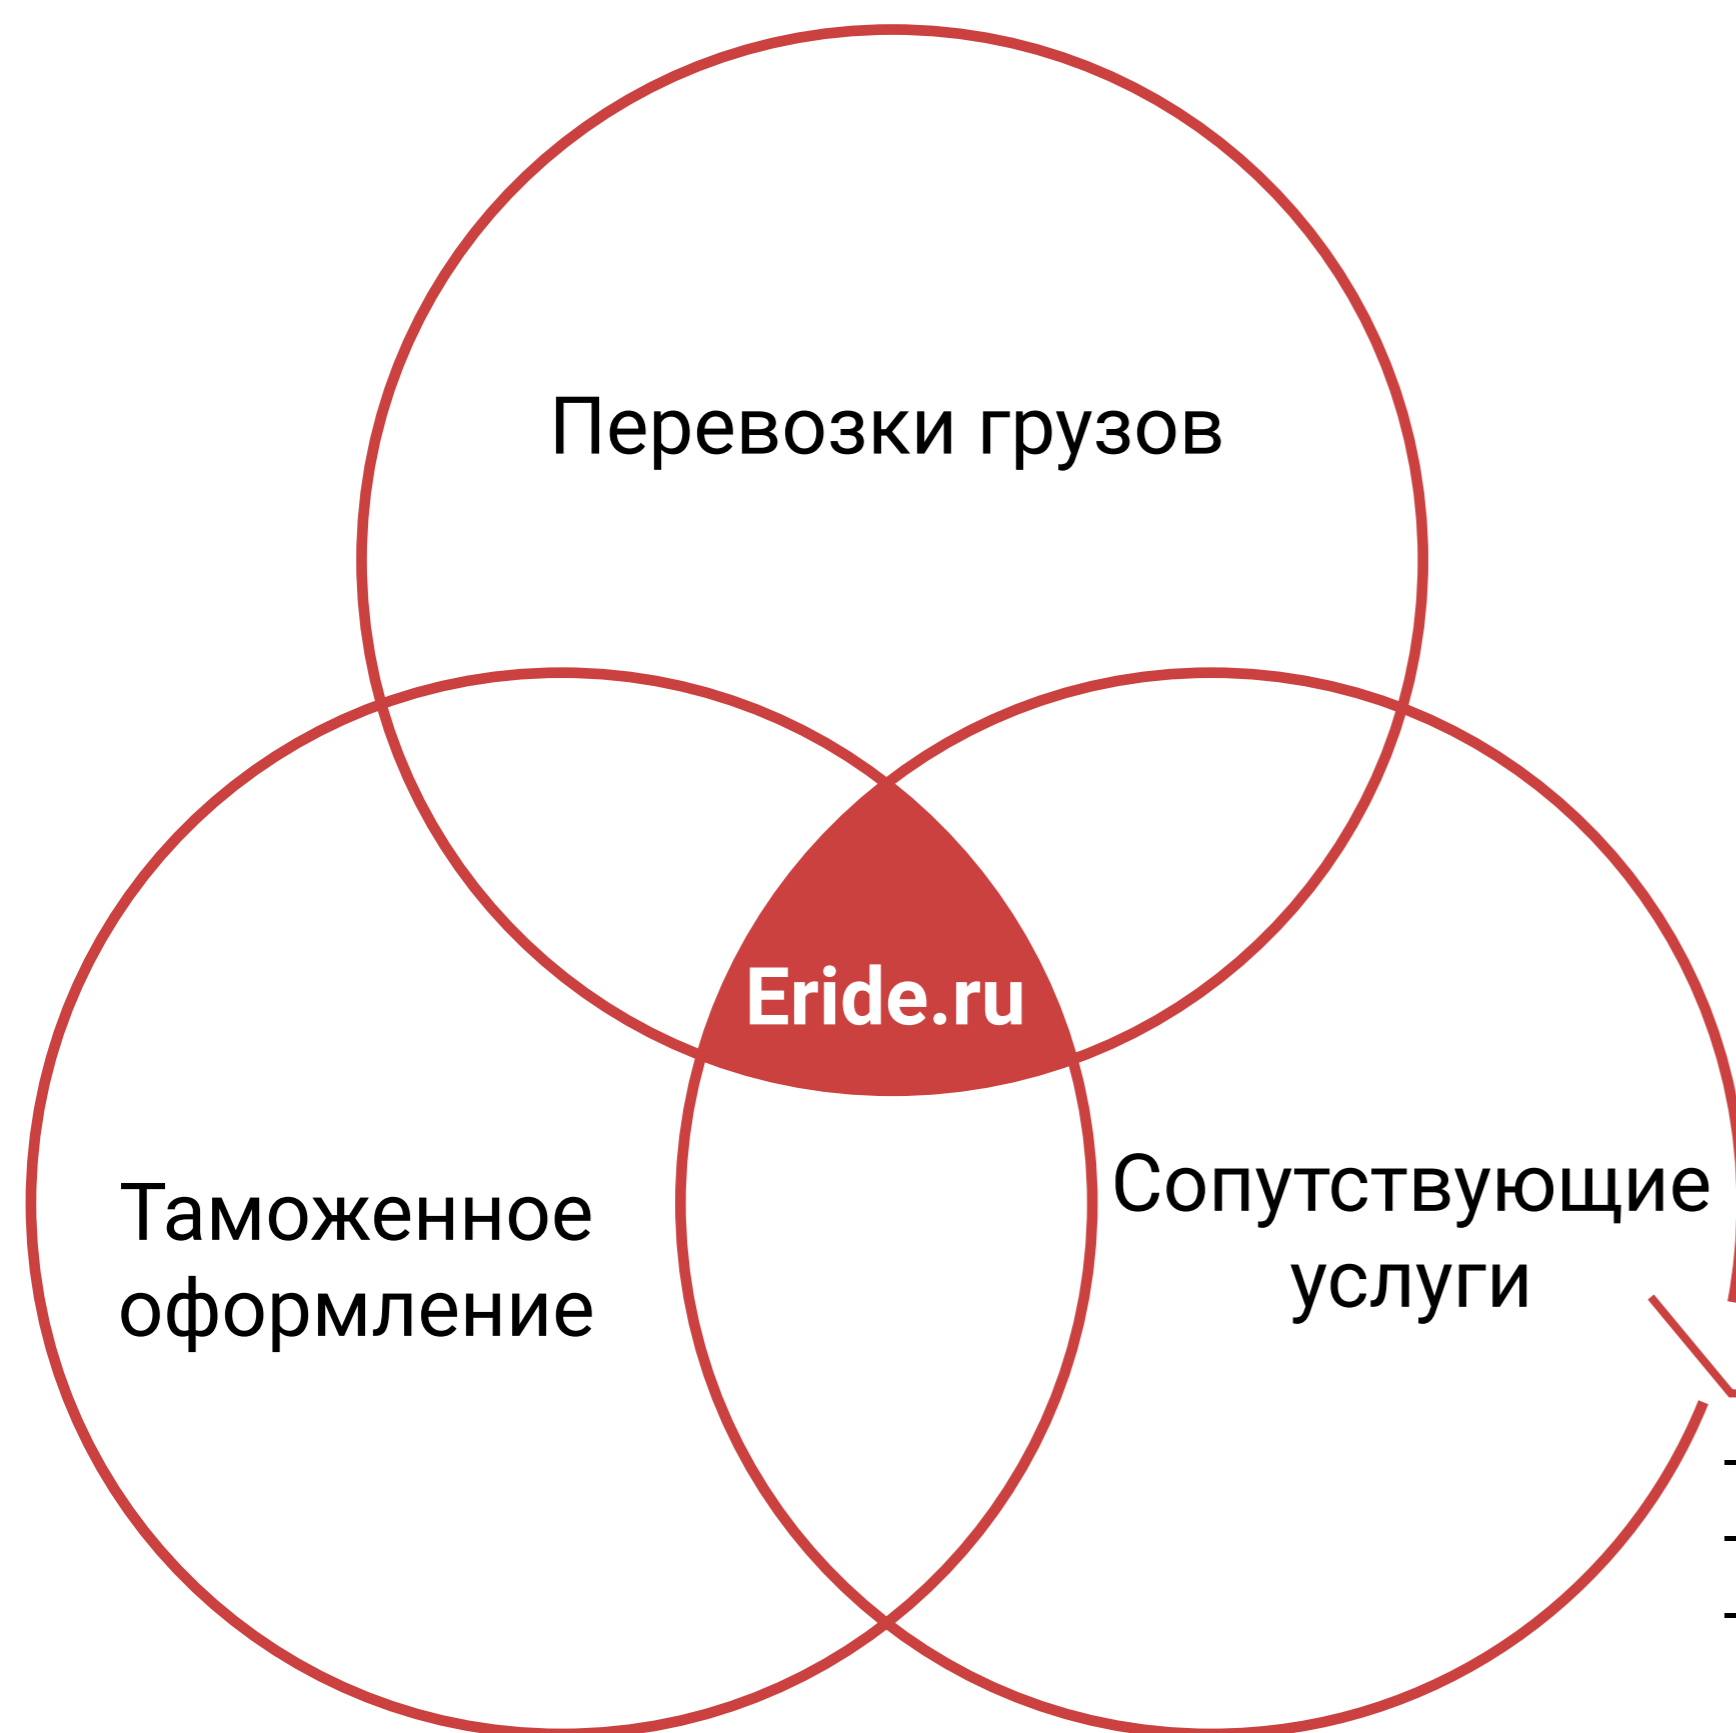 Перевозки грузов
Eride.ru
Таможенное
оформление
Сопутствующие
услуги
-
-
-